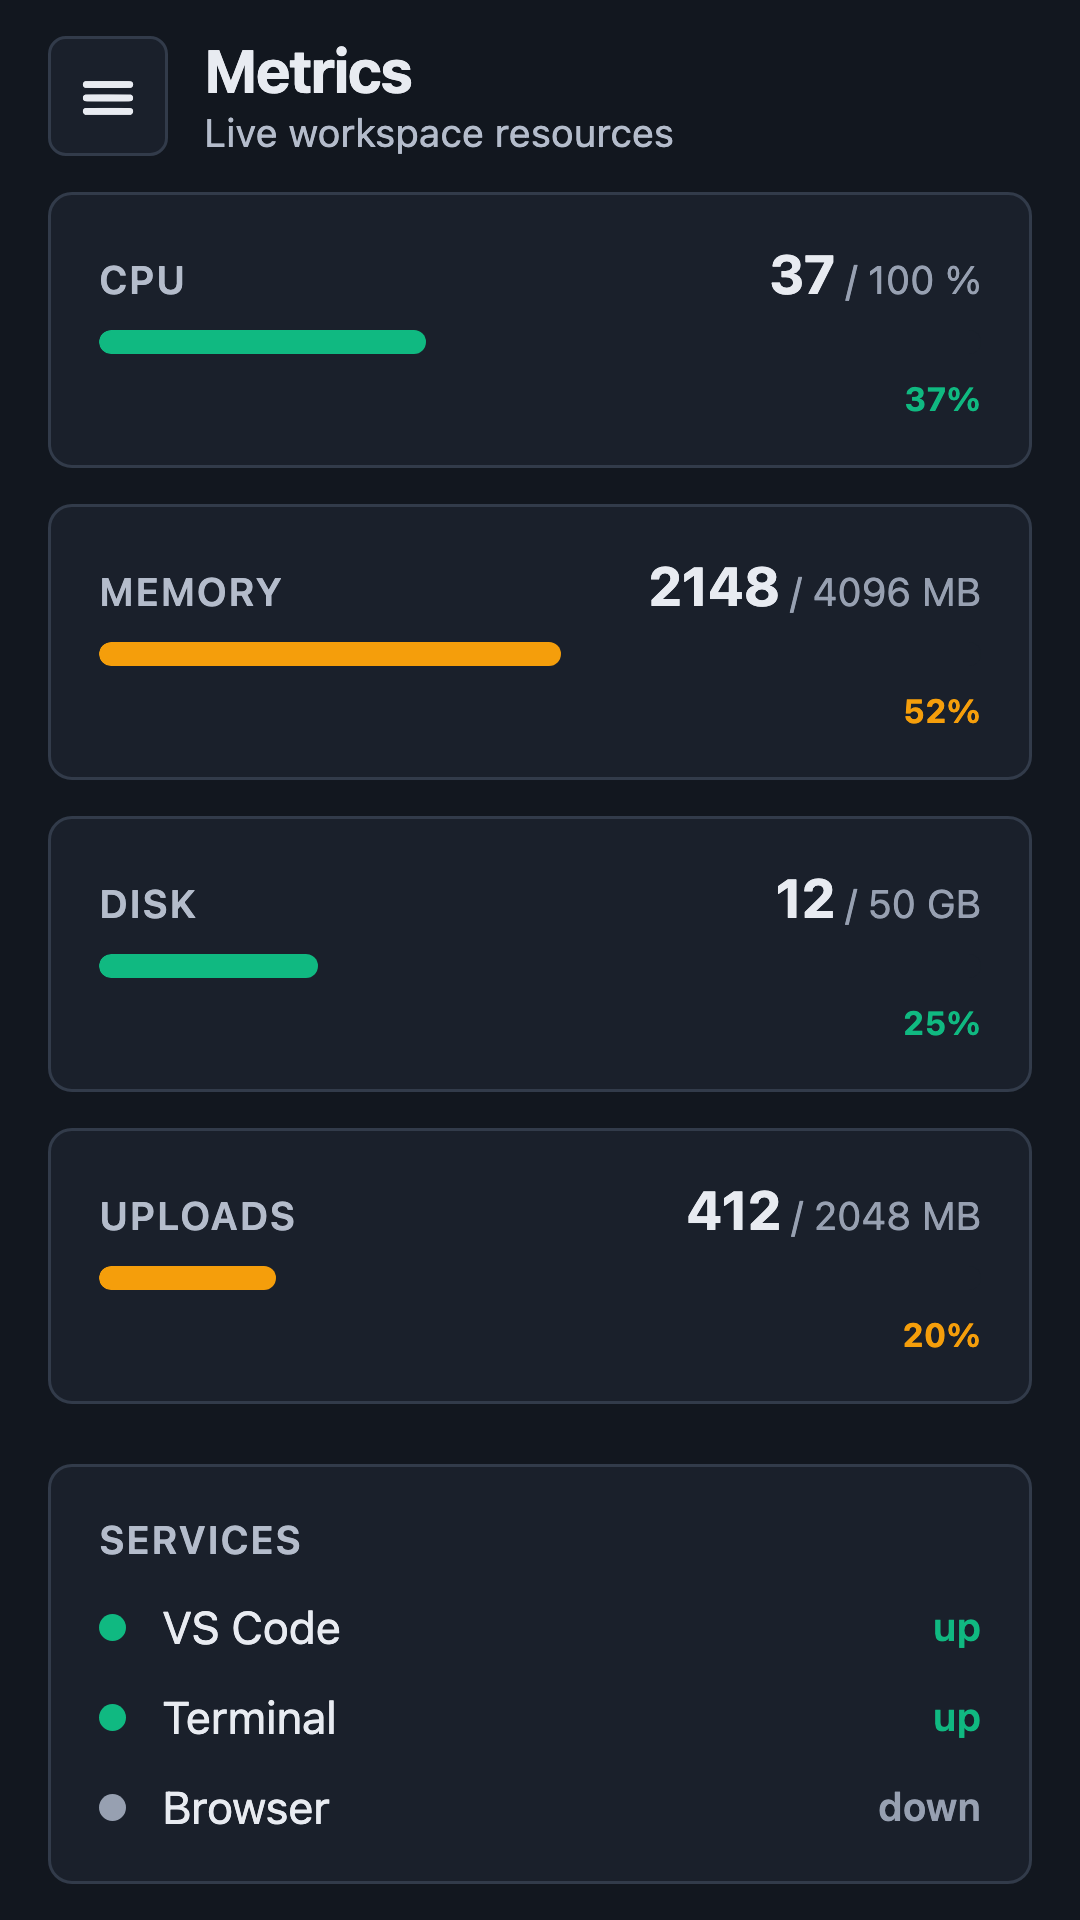 Metrics
Live workspace resources
CPU 37 / 100 %
37%
MEMORY 2148 / 4096 MB
52%
DISK 12 / 50 GB
25%
UPLOADS 412 / 2048 MB
20%
SERVICES
VS Code up
Terminal up
Browser down